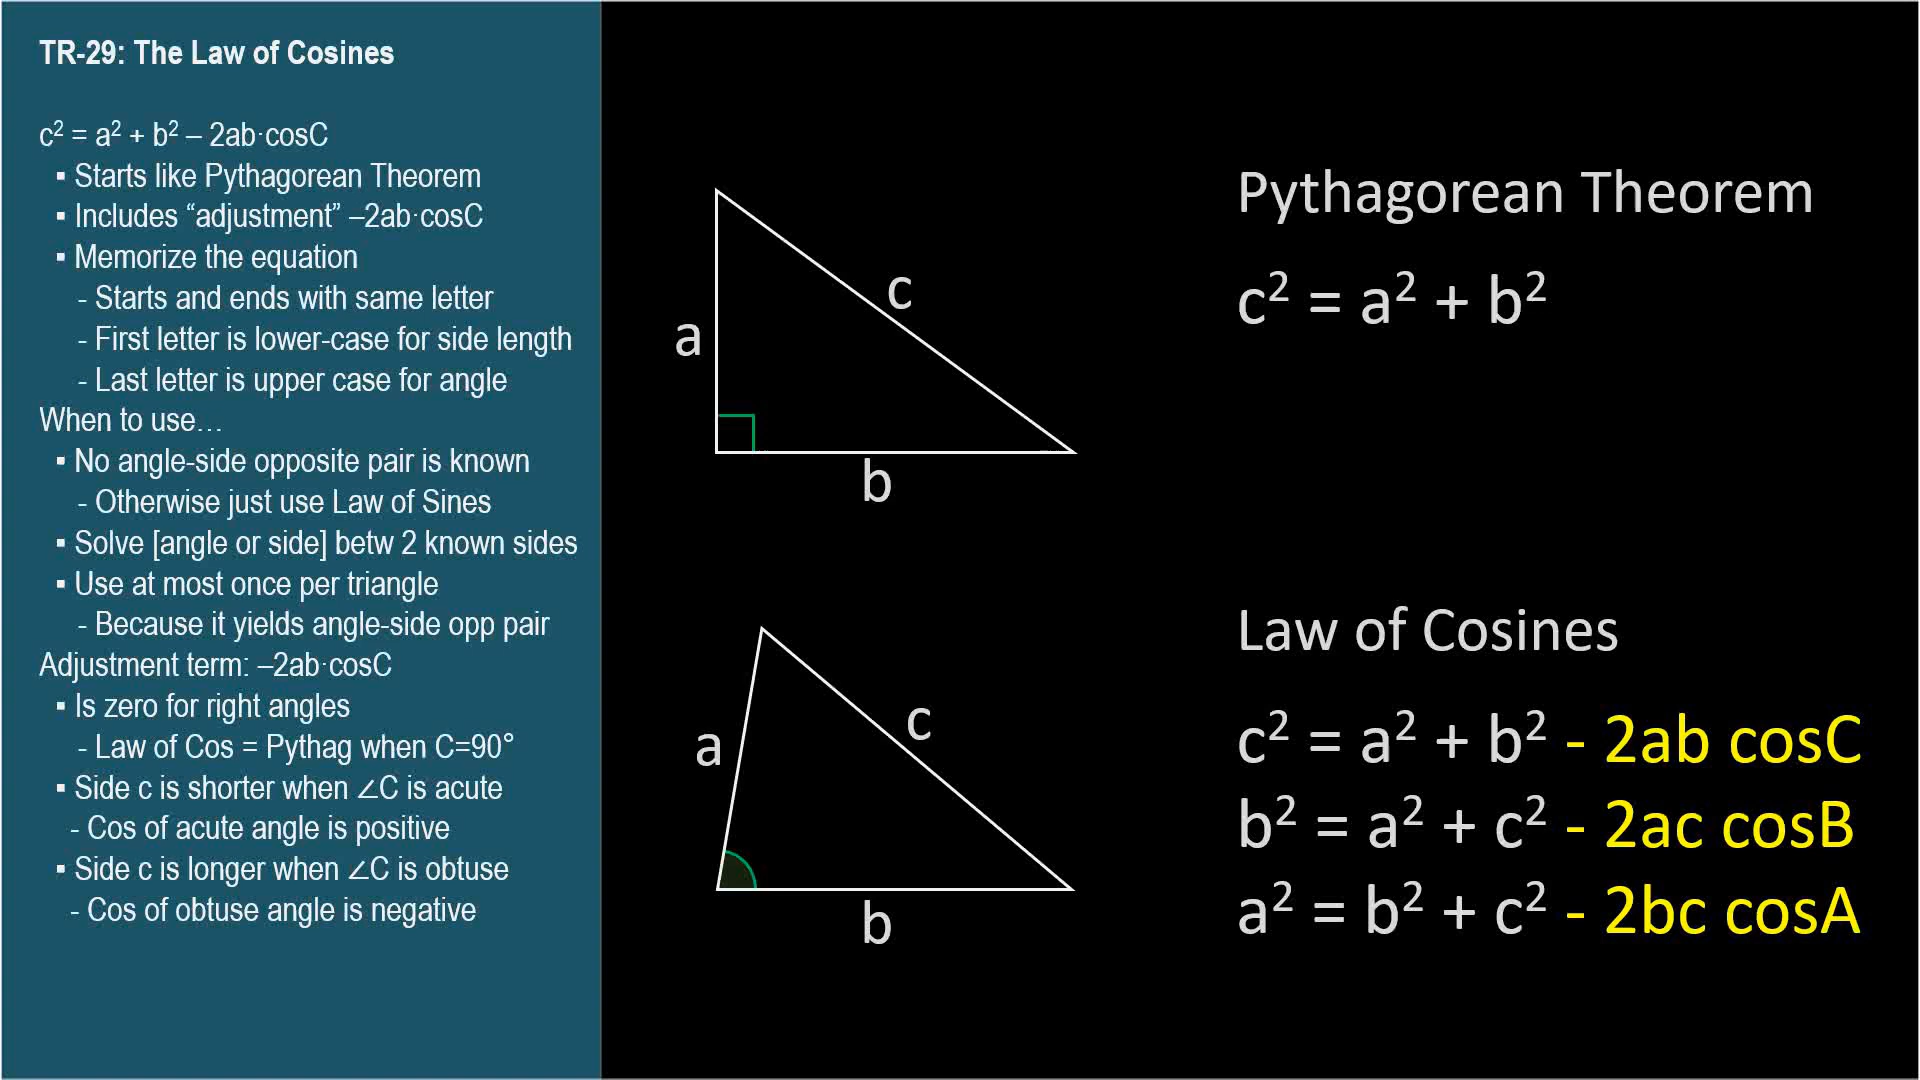 TR-29: The Law of Cosines
c² = a² + b² – 2ab·cosC
▪ Starts like Pythagorean Theorem
▪ Includes “adjustment” –2ab·cosC
▪ Memorize the equation
- Starts and ends with same letter
- First letter is lower-case for side length
- Last letter is upper case for angle
When to use…
▪ No angle-side opposite pair is known
- Otherwise just use Law of Sines
▪ Solve [angle or side] betw 2 known sides
▪ Use at most once per triangle
- Because it yields angle-side opp pair
Adjustment term: –2ab·cosC
▪ Is zero for right angles
- Law of Cos = Pythag when C=90°
▪ Side c is shorter when ∠C is acute
- Cos of acute angle is positive
▪ Side c is longer when ∠C is obtuse
- Cos of obtuse angle is negative
a
c
b
Pythagorean Theorem
c² = a² + b²
a
c
b
Law of Cosines
c² = a² + b² - 2ab cosC
b² = a² + c² - 2ac cosB
a² = b² + c² - 2bc cosA